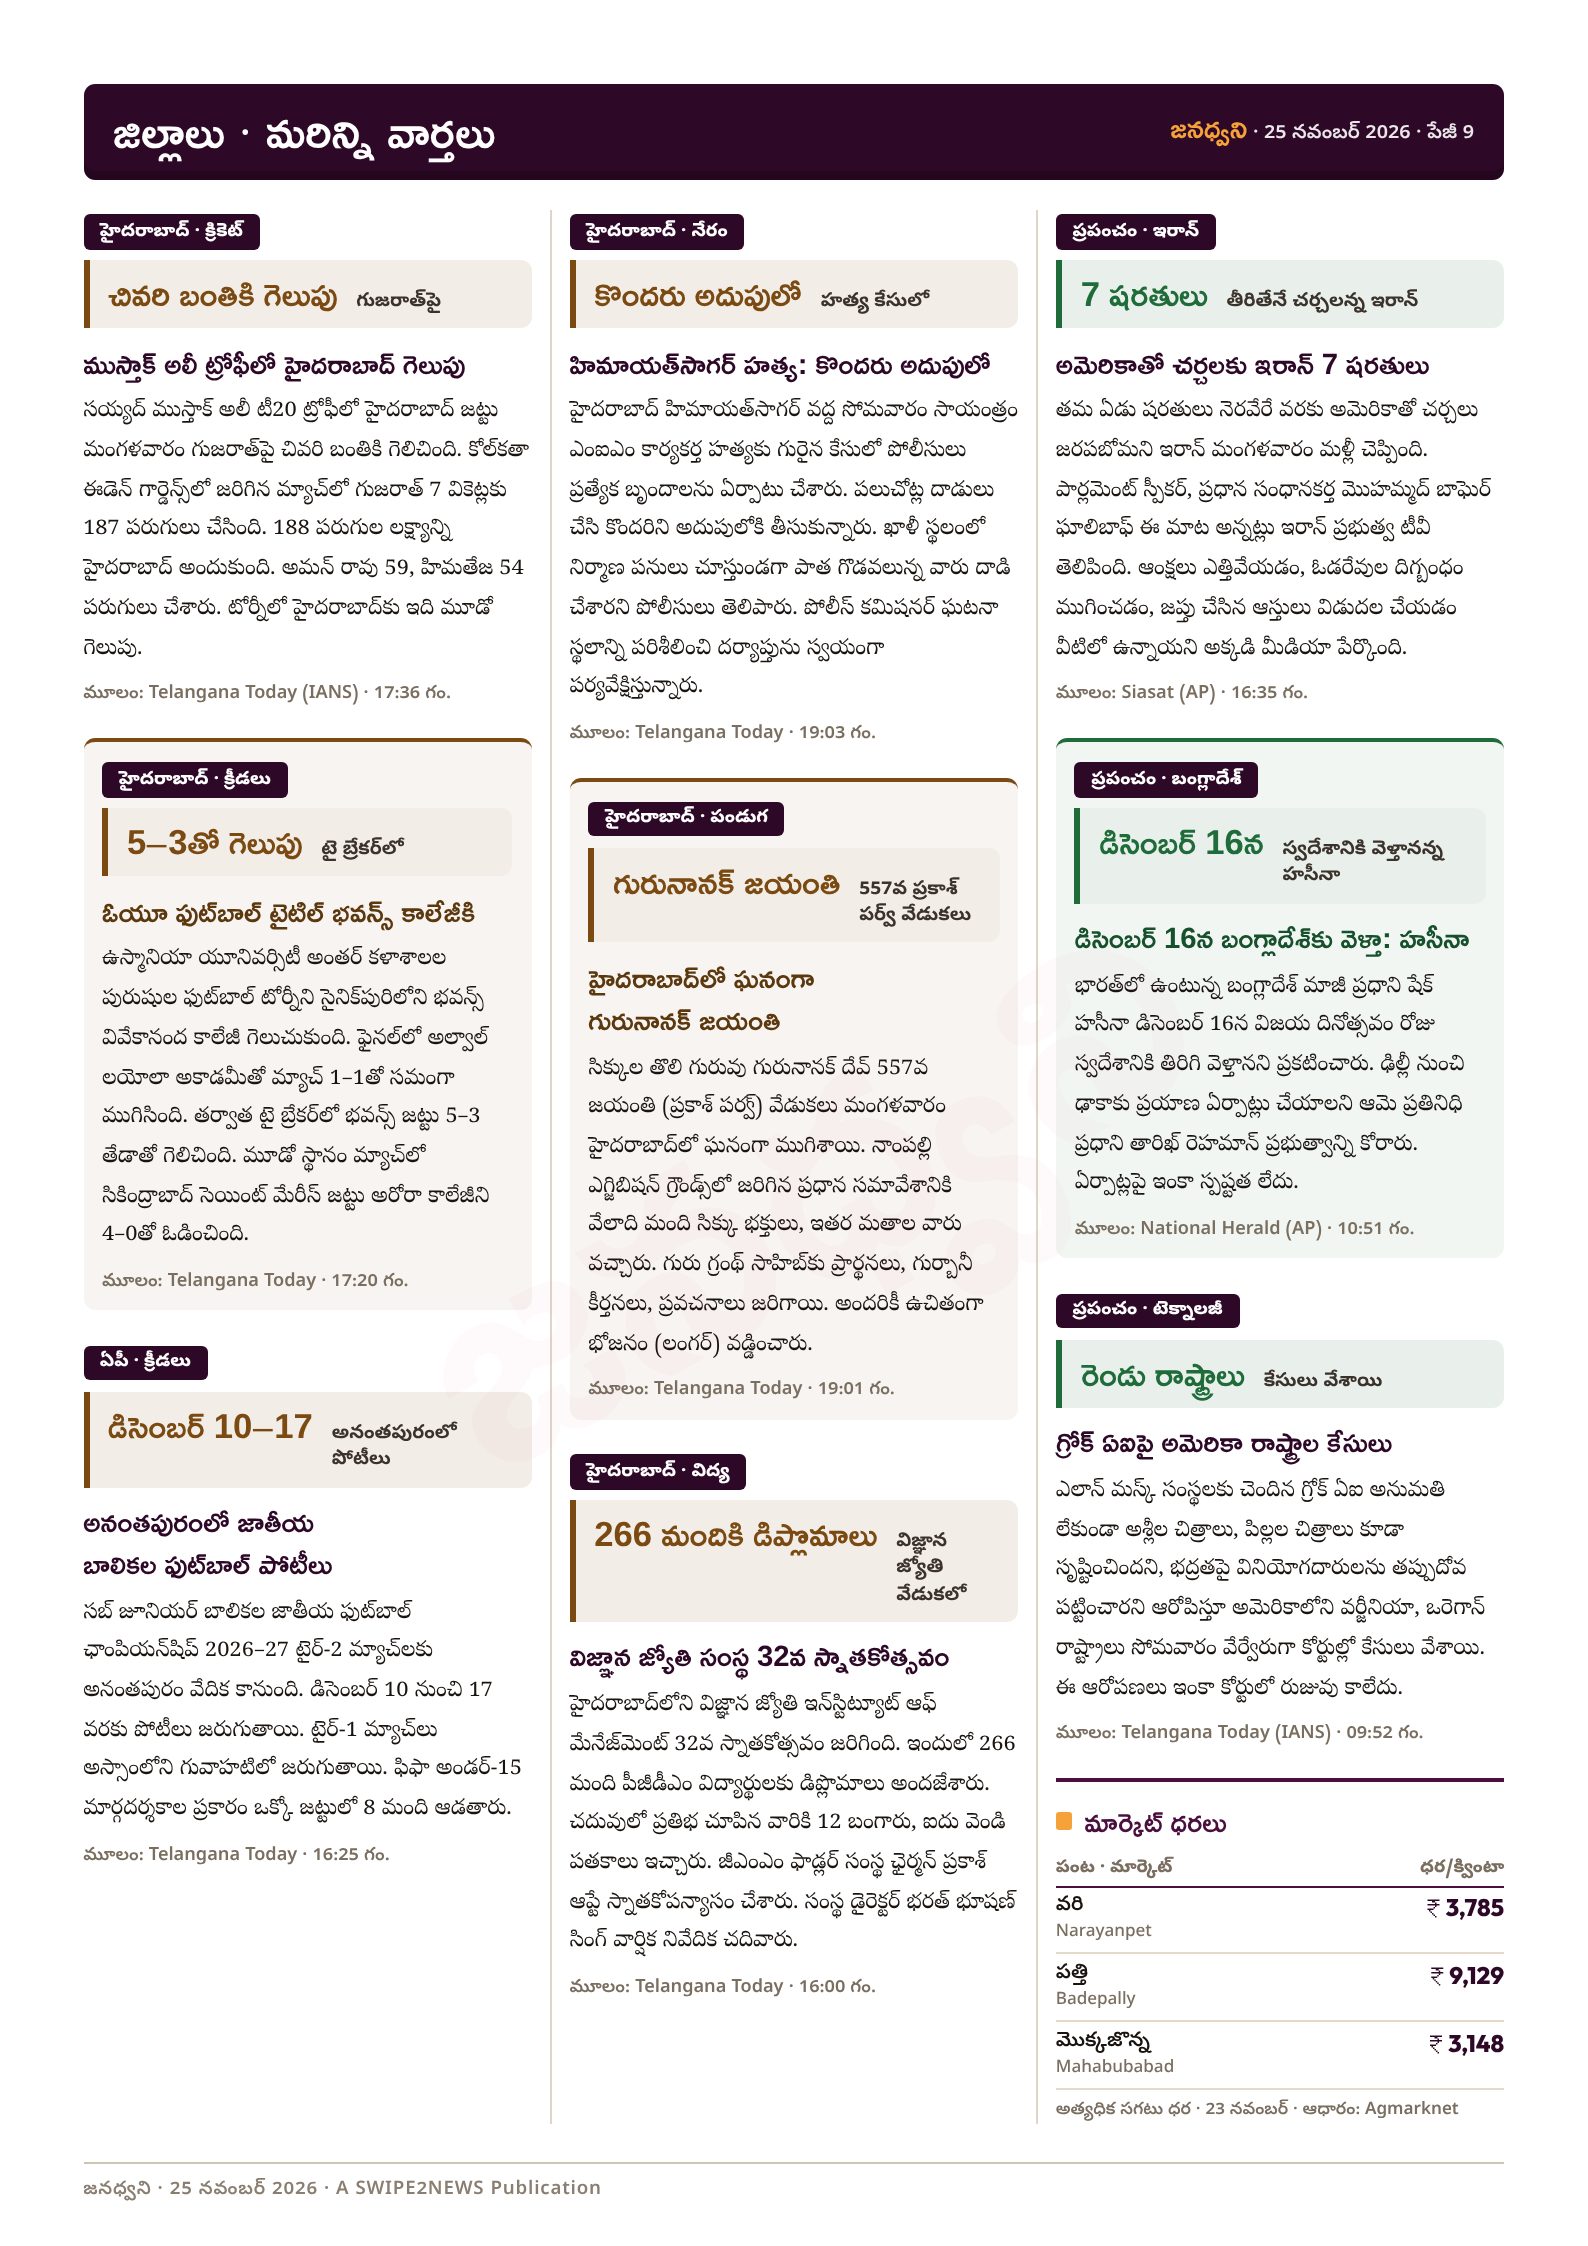 జిల్లాలు · మరిన్ని వార్తలు
జనధ్వని · 25 నవంబర్ 2026 · పేజీ 9
హైదరాబాద్ · క్రికెట్
చివరి బంతికి గెలుపు గుజరాత్‌పై
ముస్తాక్ అలీ ట్రోఫీలో హైదరాబాద్ గెలుపు
సయ్యద్ ముస్తాక్ అలీ టీ20 ట్రోఫీలో హైదరాబాద్ జట్టు
మంగళవారం గుజరాత్‌పై చివరి బంతికి గెలిచింది. కోల్‌కతా
ఈడెన్ గార్డెన్స్‌లో జరిగిన మ్యాచ్‌లో గుజరాత్ 7 వికెట్లకు
187 పరుగులు చేసింది. 188 పరుగుల లక్ష్యాన్ని
హైదరాబాద్ అందుకుంది. అమన్ రావు 59, హిమతేజ 54
పరుగులు చేశారు. టోర్నీలో హైదరాబాద్‌కు ఇది మూడో
గెలుపు.
మూలం: Telangana Today (IANS) · 17:36 గం.
హైదరాబాద్ · క్రీడలు
5–3తో గెలుపు టై బ్రేకర్‌లో
ఓయూ ఫుట్‌బాల్ టైటిల్ భవన్స్ కాలేజీకి
ఉస్మానియా యూనివర్సిటీ అంతర్ కళాశాలల
పురుషుల ఫుట్‌బాల్ టోర్నీని సైనిక్‌పురిలోని భవన్స్
వివేకానంద కాలేజీ గెలుచుకుంది. ఫైనల్‌లో అల్వాల్
లయోలా అకాడమీతో మ్యాచ్ 1–1తో సమంగా
ముగిసింది. తర్వాత టై బ్రేకర్‌లో భవన్స్ జట్టు 5–3
తేడాతో గెలిచింది. మూడో స్థానం మ్యాచ్‌లో
సికింద్రాబాద్ సెయింట్ మేరీస్ జట్టు అరోరా కాలేజీని
4–0తో ఓడించింది.
మూలం: Telangana Today · 17:20 గం.
ఏపీ · క్రీడలు
డిసెంబర్ 10–17 అనంతపురంలో
పోటీలు
అనంతపురంలో జాతీయ
బాలికల ఫుట్‌బాల్ పోటీలు
సబ్ జూనియర్ బాలికల జాతీయ ఫుట్‌బాల్
ఛాంపియన్‌షిప్ 2026–27 టైర్-2 మ్యాచ్‌లకు
అనంతపురం వేదిక కానుంది. డిసెంబర్ 10 నుంచి 17
వరకు పోటీలు జరుగుతాయి. టైర్-1 మ్యాచ్‌లు
అస్సాంలోని గువాహటిలో జరుగుతాయి. ఫిఫా అండర్-15
మార్గదర్శకాల ప్రకారం ఒక్కో జట్టులో 8 మంది ఆడతారు.
మూలం: Telangana Today · 16:25 గం.
హైదరాబాద్ · నేరం
కొందరు అదుపులో హత్య కేసులో
హిమాయత్‌సాగర్ హత్య: కొందరు అదుపులో
హైదరాబాద్ హిమాయత్‌సాగర్ వద్ద సోమవారం సాయంత్రం
ఎంఐఎం కార్యకర్త హత్యకు గురైన కేసులో పోలీసులు
ప్రత్యేక బృందాలను ఏర్పాటు చేశారు. పలుచోట్ల దాడులు
చేసి కొందరిని అదుపులోకి తీసుకున్నారు. ఖాళీ స్థలంలో
నిర్మాణ పనులు చూస్తుండగా పాత గొడవలున్న వారు దాడి
చేశారని పోలీసులు తెలిపారు. పోలీస్ కమిషనర్ ఘటనా
స్థలాన్ని పరిశీలించి దర్యాప్తును స్వయంగా
పర్యవేక్షిస్తున్నారు.
మూలం: Telangana Today · 19:03 గం.
హైదరాబాద్ · పండుగ
గురునానక్ జయంతి 557వ ప్రకాశ్
పర్వ్ వేడుకలు
హైదరాబాద్‌లో ఘనంగా
గురునానక్ జయంతి
సిక్కుల తొలి గురువు గురునానక్ దేవ్ 557వ
జయంతి (ప్రకాశ్ పర్వ్) వేడుకలు మంగళవారం
హైదరాబాద్‌లో ఘనంగా ముగిశాయి. నాంపల్లి
ఎగ్జిబిషన్ గ్రౌండ్స్‌లో జరిగిన ప్రధాన సమావేశానికి
వేలాది మంది సిక్కు భక్తులు, ఇతర మతాల వారు
వచ్చారు. గురు గ్రంథ్ సాహిబ్‌కు ప్రార్థనలు, గుర్బానీ
కీర్తనలు, ప్రవచనాలు జరిగాయి. అందరికీ ఉచితంగా
భోజనం (లంగర్) వడ్డించారు.
మూలం: Telangana Today · 19:01 గం.
హైదరాబాద్ · విద్య
266 మందికి డిప్లొమాలు విజ్ఞాన
జ్యోతి
వేడుకలో
విజ్ఞాన జ్యోతి సంస్థ 32వ స్నాతకోత్సవం
హైదరాబాద్‌లోని విజ్ఞాన జ్యోతి ఇన్‌స్టిట్యూట్ ఆఫ్
మేనేజ్‌మెంట్ 32వ స్నాతకోత్సవం జరిగింది. ఇందులో 266
మంది పీజీడీఎం విద్యార్థులకు డిప్లొమాలు అందజేశారు.
చదువులో ప్రతిభ చూపిన వారికి 12 బంగారు, ఐదు వెండి
పతకాలు ఇచ్చారు. జీఎంఎం ఫాడ్లర్ సంస్థ ఛైర్మన్ ప్రకాశ్
ఆప్టే స్నాతకోపన్యాసం చేశారు. సంస్థ డైరెక్టర్ భరత్ భూషణ్
సింగ్ వార్షిక నివేదిక చదివారు.
మూలం: Telangana Today · 16:00 గం.
ప్రపంచం · ఇరాన్
7 షరతులు తీరితేనే చర్చలన్న ఇరాన్
అమెరికాతో చర్చలకు ఇరాన్ 7 షరతులు
తమ ఏడు షరతులు నెరవేరే వరకు అమెరికాతో చర్చలు
జరపబోమని ఇరాన్ మంగళవారం మళ్లీ చెప్పింది.
పార్లమెంట్ స్పీకర్, ప్రధాన సంధానకర్త మొహమ్మద్ బాఘెర్
ఘాలిబాఫ్ ఈ మాట అన్నట్లు ఇరాన్ ప్రభుత్వ టీవీ
తెలిపింది. ఆంక్షలు ఎత్తివేయడం, ఓడరేవుల దిగ్బంధం
ముగించడం, జప్తు చేసిన ఆస్తులు విడుదల చేయడం
వీటిలో ఉన్నాయని అక్కడి మీడియా పేర్కొంది.
మూలం: Siasat (AP) · 16:35 గం.
ప్రపంచం · బంగ్లాదేశ్
డిసెంబర్ 16న స్వదేశానికి వెళ్తానన్న
హసీనా
డిసెంబర్ 16న బంగ్లాదేశ్‌కు వెళ్తా: హసీనా
భారత్‌లో ఉంటున్న బంగ్లాదేశ్ మాజీ ప్రధాని షేక్
హసీనా డిసెంబర్ 16న విజయ దినోత్సవం రోజు
స్వదేశానికి తిరిగి వెళ్తానని ప్రకటించారు. ఢిల్లీ నుంచి
ఢాకాకు ప్రయాణ ఏర్పాట్లు చేయాలని ఆమె ప్రతినిధి
ప్రధాని తారిఖ్ రెహమాన్ ప్రభుత్వాన్ని కోరారు.
ఏర్పాట్లపై ఇంకా స్పష్టత లేదు.
మూలం: National Herald (AP) · 10:51 గం.
ప్రపంచం · టెక్నాలజీ
రెండు రాష్ట్రాలు కేసులు వేశాయి
గ్రోక్ ఏఐపై అమెరికా రాష్ట్రాల కేసులు
ఎలాన్ మస్క్ సంస్థలకు చెందిన గ్రోక్ ఏఐ అనుమతి
లేకుండా అశ్లీల చిత్రాలు, పిల్లల చిత్రాలు కూడా
సృష్టించిందని, భద్రతపై వినియోగదారులను తప్పుదోవ
పట్టించారని ఆరోపిస్తూ అమెరికాలోని వర్జీనియా, ఒరెగాన్
రాష్ట్రాలు సోమవారం వేర్వేరుగా కోర్టుల్లో కేసులు వేశాయి.
ఈ ఆరోపణలు ఇంకా కోర్టులో రుజువు కాలేదు.
మూలం: Telangana Today (IANS) · 09:52 గం.
మార్కెట్ ధరలు
పంట · మార్కెట్ ధర/క్వింటా
వరి ₹ 3,785
Narayanpet
పత్తి ₹ 9,129
Badepally
మొక్కజొన్న ₹ 3,148
Mahabubabad
అత్యధిక సగటు ధర · 23 నవంబర్ · ఆధారం: Agmarknet
జనధ్వని · 25 నవంబర్ 2026 · A SWIPE2NEWS Publication
జనధ్వని